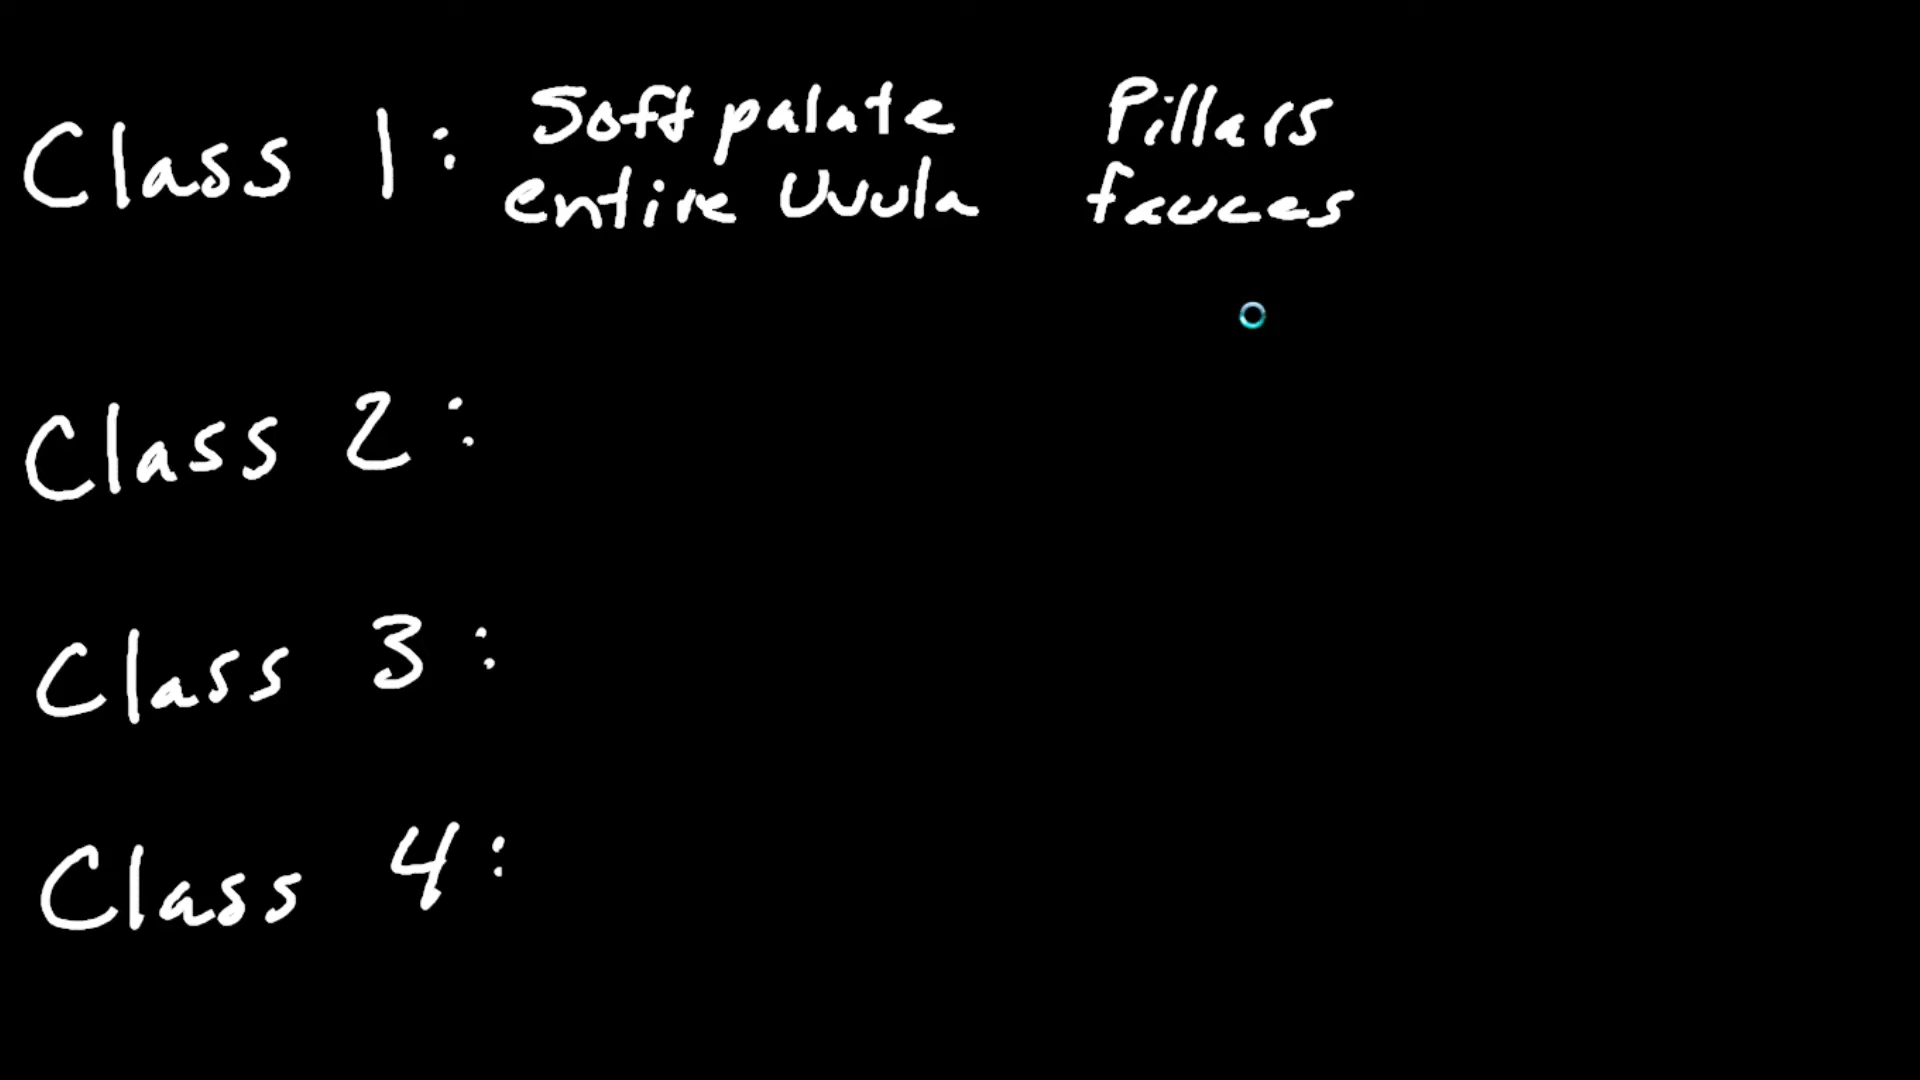 Class 1: Soft palate Pillars
entire Uvula fauces
Class 2:
Class 3:
Class 4: